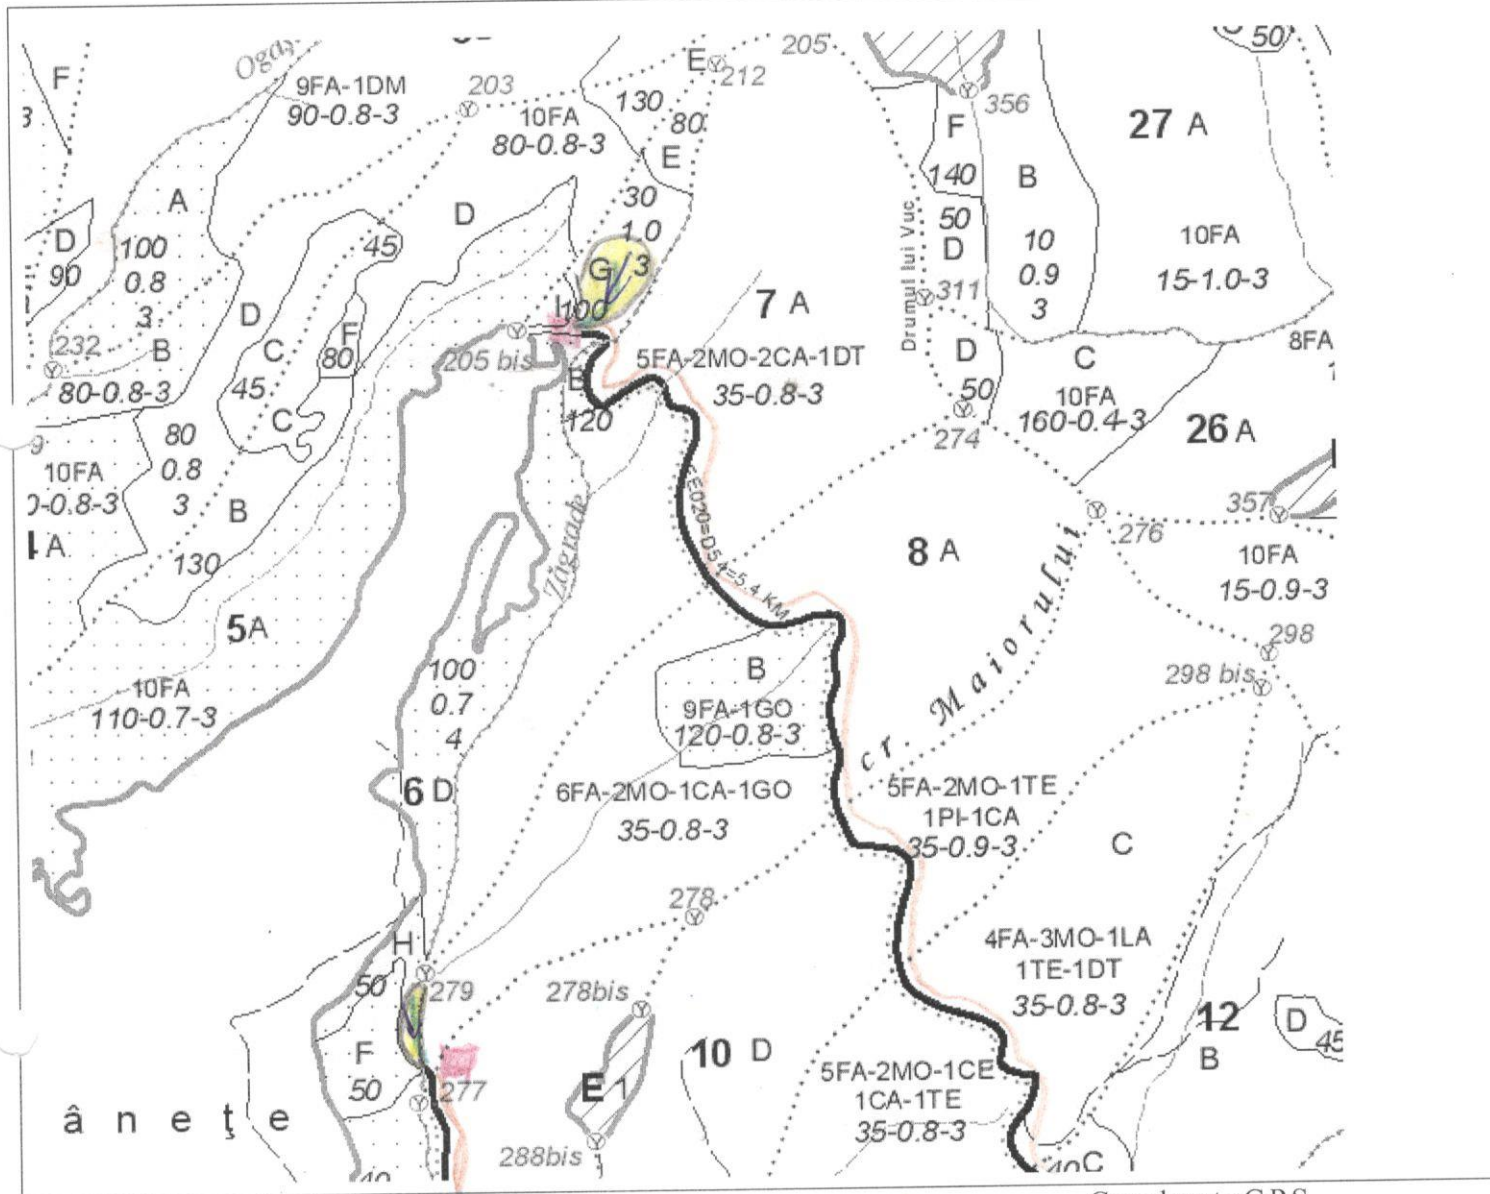 50
205
E
212
F
Ogaş
9FA-1DM
90-0.8-3
203
10FA
80-0.8-3
130
80
E
356
F
140
27 A
B
A
D
90
100
0.8
3
D
45
30
1.0
3
50
D
10
0.9
3
10FA
15-1.0-3
Drumul lui Vuc
311
G
100
7 A
D
C
45
F
80
C
232
B
80-0.8-3
205 bis
5FA-2MO-2CA-1DT
35-0.8-3
B
120
D
50
274
C
10FA
160-0.4-3
8FA
26 A
10FA
0-0.8-3
A
80
0.8
3
B
130
5A
10FA
110-0.7-3
Zăgrade
FE020=D54=5.4 KM
8 A
276
357
10FA
15-0.9-3
298
298 bis
cr. Maiorului
100
0.7
4
6 D
B
9FA-1GO
120-0.8-3
6FA-2MO-1CA-1GO
35-0.8-3
5FA-2MO-1TE
1PI-1CA
35-0.9-3
C
278
H
50
279
278bis
4FA-3MO-1LA
1TE-1DT
35-0.8-3
12
B
D
45
F
50
277
E 1
10 D
5FA-2MO-1CE
1CA-1TE
35-0.8-3
288bis
âneţe
40
40C